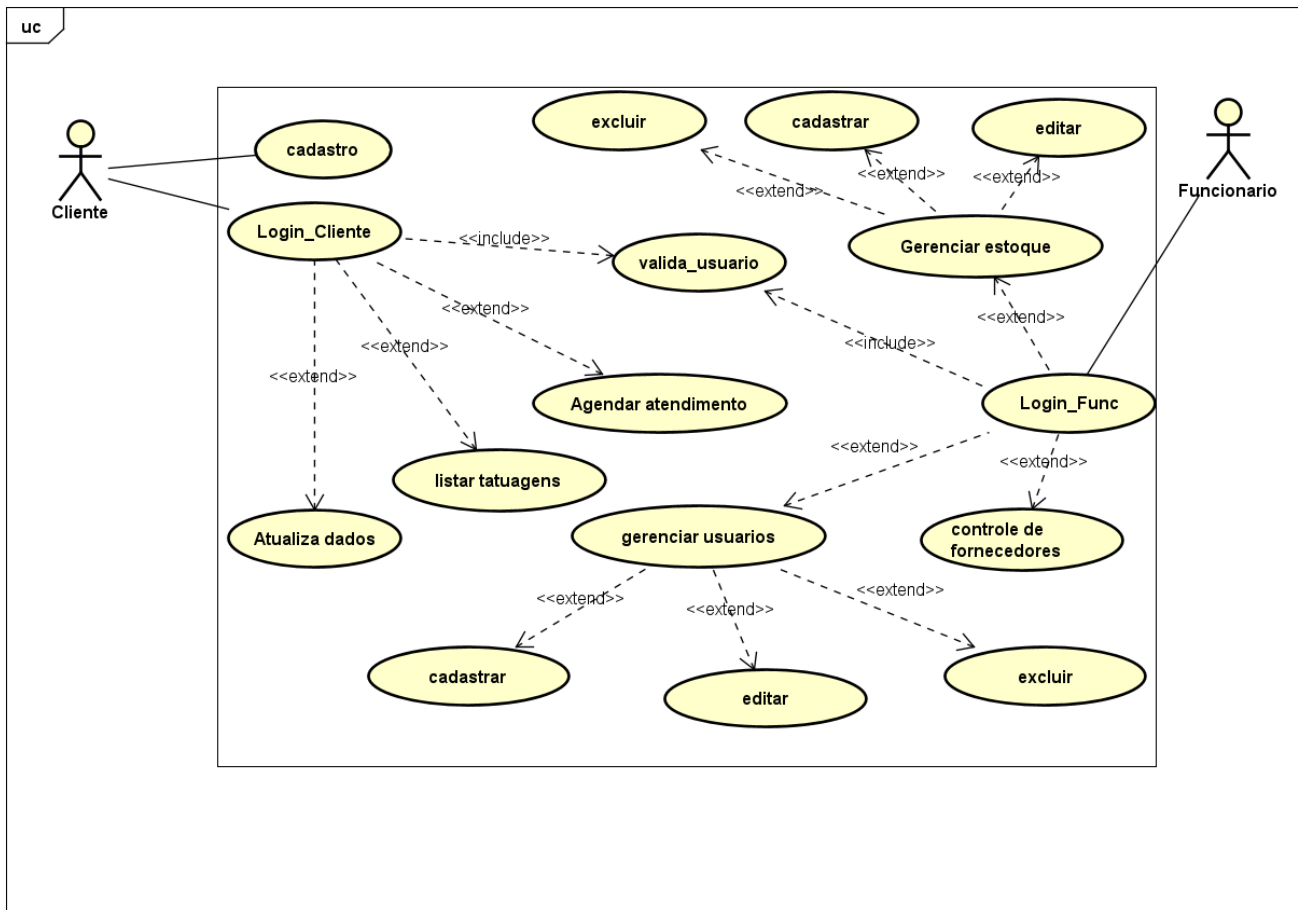 uc
excluir
cadastrar
editar
cadastro
<<extend>>
<<extend>>
<<extend>>
Cliente
Funcionario
Login_Cliente
<<include>>
valida_usuario
Gerenciar estoque
<<extend>>
<<extend>>
<<extend>>
<<include>>
<<extend>>
Agendar atendimento
Login_Func
<<extend>>
<<extend>>
listar tatuagens
Atualiza dados
gerenciar usuarios
controle de
fornecedores
<<extend>>
<<extend>>
<<extend>>
cadastrar
editar
excluir